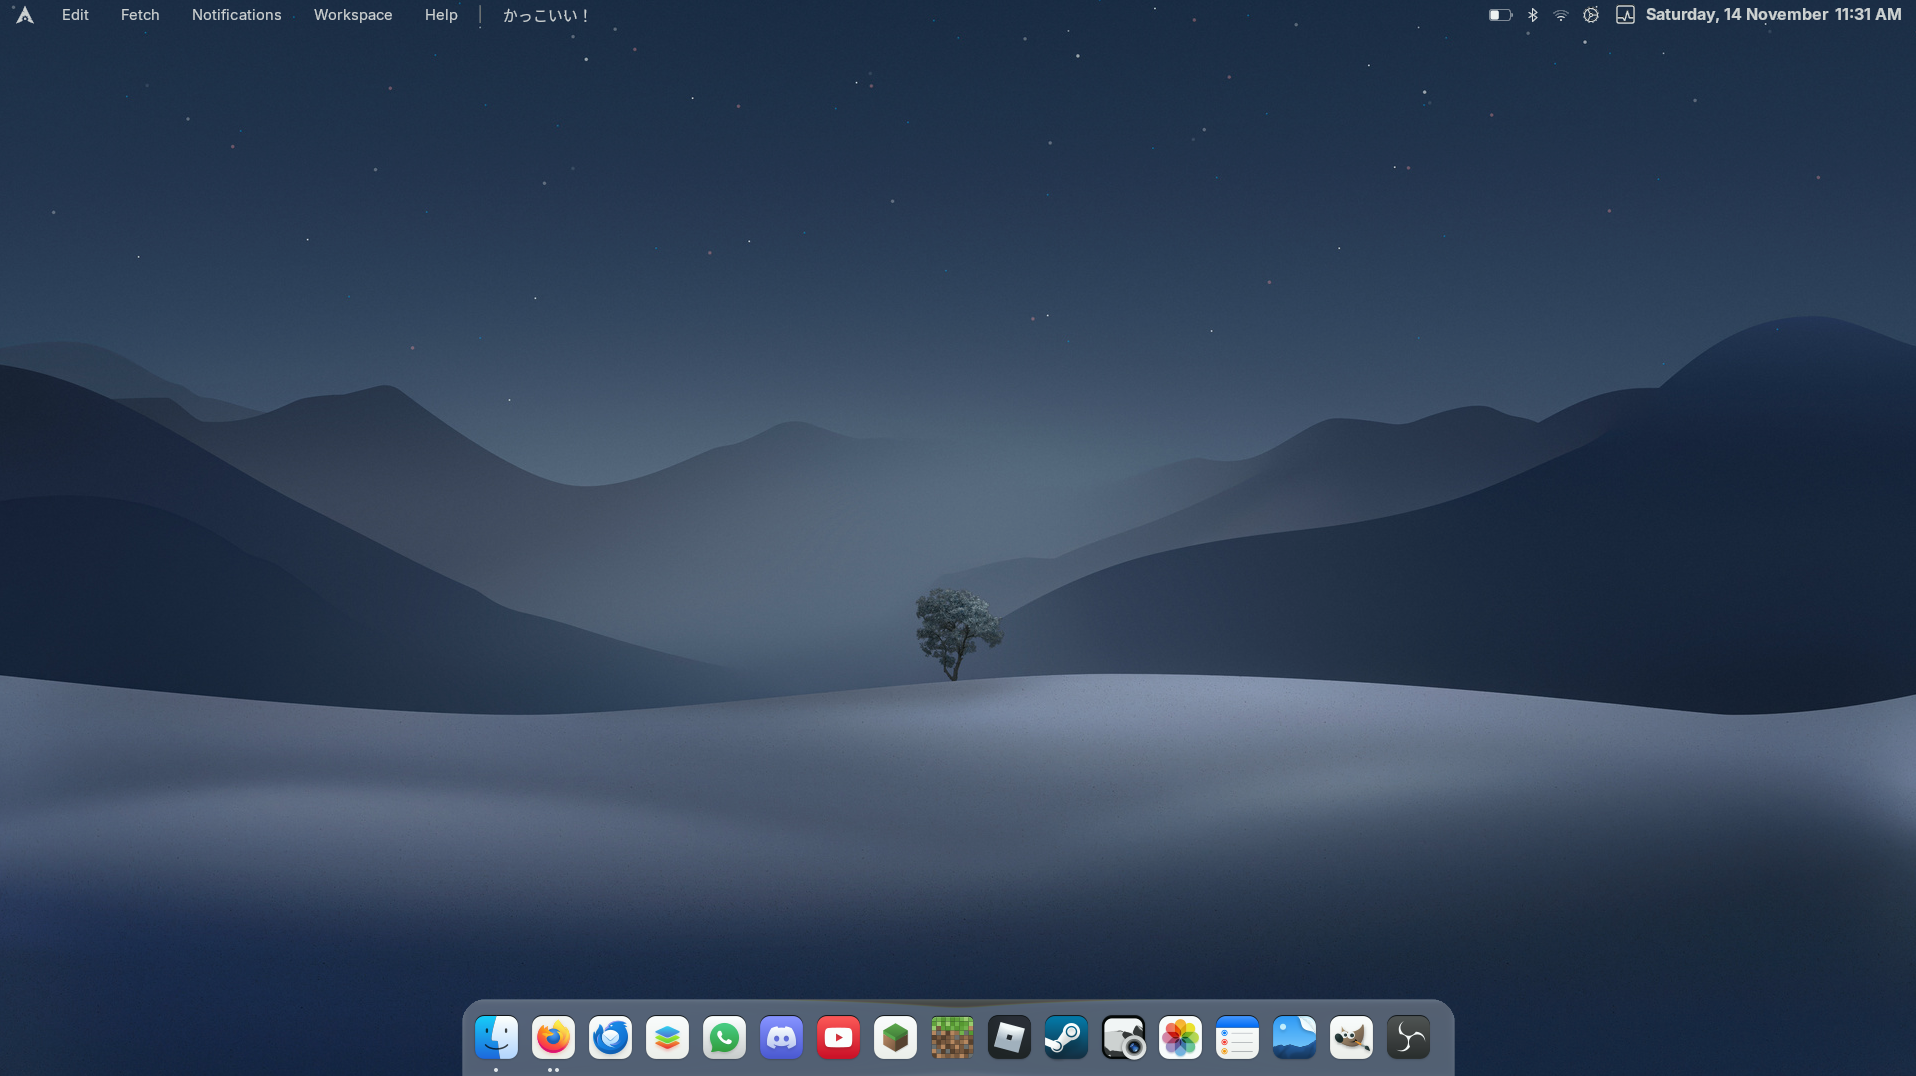 Edit Fetch Notifications Workspace Help | かっこいい！ Saturday, 14 November 11:31 AM